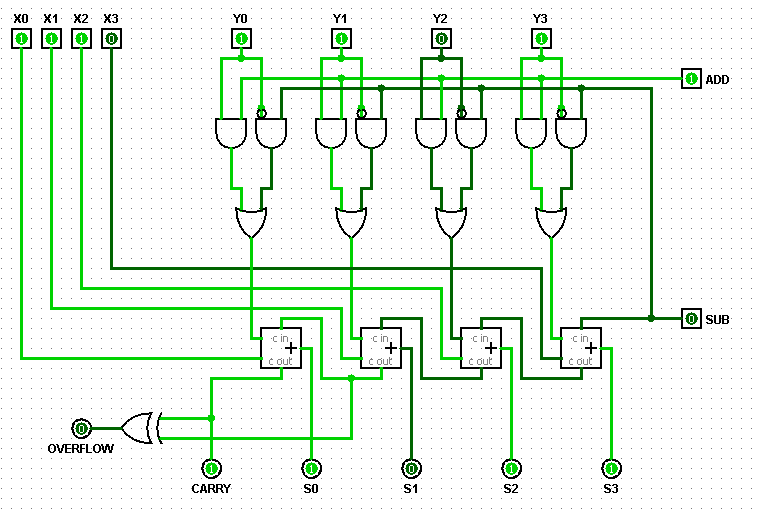 X0 X1 X2 X3 Y0 Y1 Y2 Y3
1 1 1 0 1 1 0 1
1 ADD
0 SUB
c in c in c in c in
+ + + +
c out c out c out c out
0
OVERFLOW
1 1 0 1 1
CARRY S0 S1 S2 S3